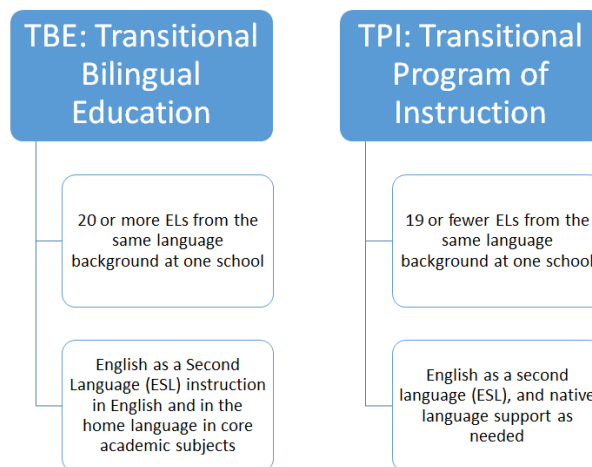 TBE: Transitional
Bilingual
Education
20 or more ELs from the
same language
background at one school
English as a Second
Language (ESL) instruction
in English and in the
home language in core
academic subjects
TPI: Transitional
Program of
Instruction
19 or fewer ELs from the
same language
background at one school
English as a second
language (ESL), and native
language support as
needed